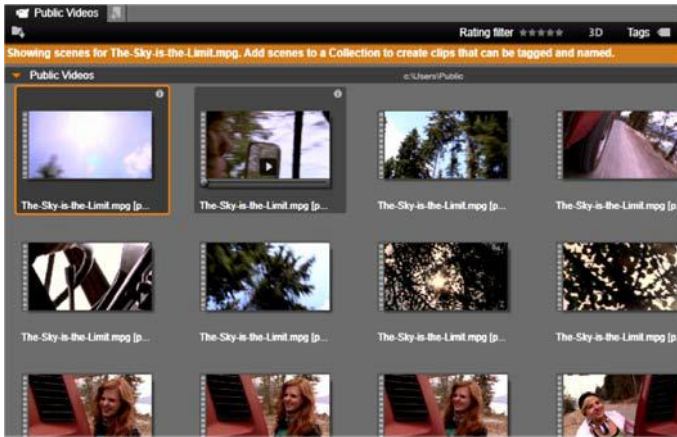 Public Videos
Rating filter 3D Tags
Showing scenes for The-Sky-is-the-Limit.mpg. Add scenes to a Collection to create clips that can be tagged and named.
Public Videos c:\Users\Public
The-Sky-is-the-Limit.mpg [p... The-Sky-is-the-Limit.mpg [p... The-Sky-is-the-Limit.mpg [p... The-Sky-is-the-Limit.mpg [p
The-Sky-is-the-Limit.mpg [p... The-Sky-is-the-Limit.mpg [p... The-Sky-is-the-Limit.mpg [p... The-Sky-is-the-Limit.mpg [p